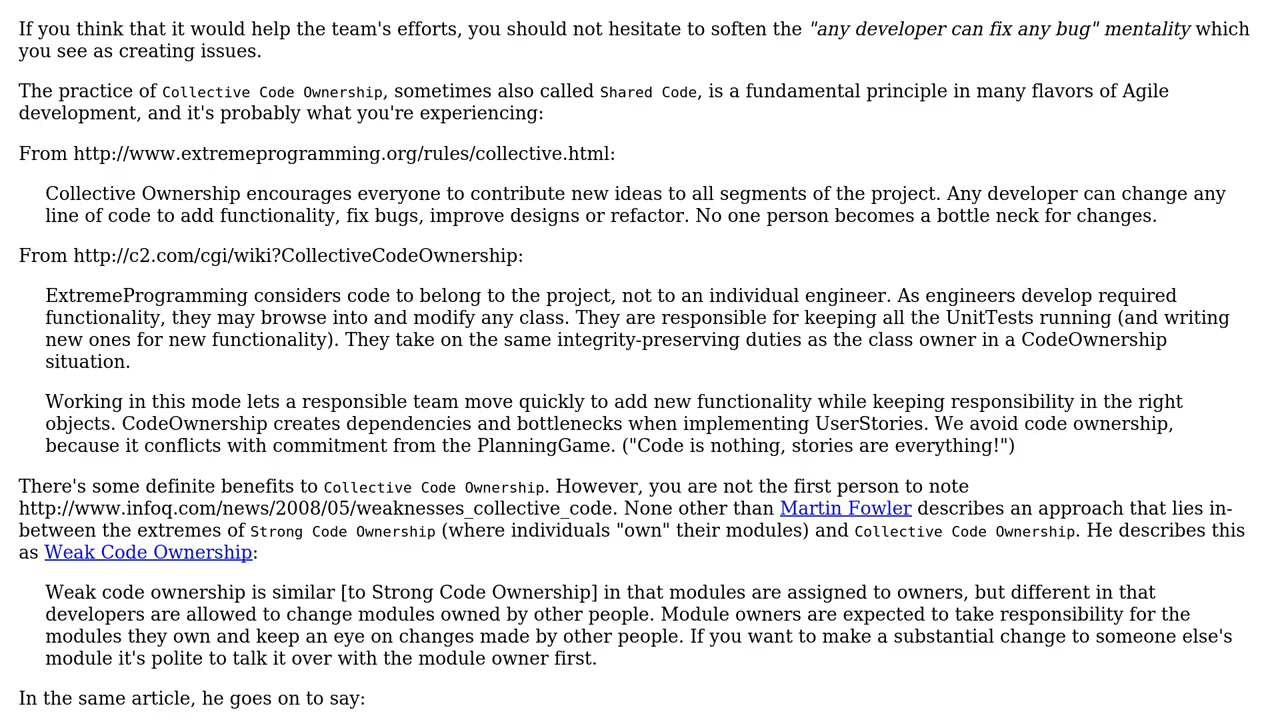 If you think that it would help the team's efforts, you should not hesitate to soften the "any developer can fix any bug" mentality which
you see as creating issues.
The practice of Collective Code Ownership, sometimes also called Shared Code, is a fundamental principle in many flavors of Agile
development, and it's probably what you're experiencing:
From http://www.extremeprogramming.org/rules/collective.html:
Collective Ownership encourages everyone to contribute new ideas to all segments of the project. Any developer can change any
line of code to add functionality, fix bugs, improve designs or refactor. No one person becomes a bottle neck for changes.
From http://c2.com/cgi/wiki?CollectiveCodeOwnership:
ExtremeProgramming considers code to belong to the project, not to an individual engineer. As engineers develop required
functionality, they may browse into and modify any class. They are responsible for keeping all the UnitTests running (and writing
new ones for new functionality). They take on the same integrity-preserving duties as the class owner in a CodeOwnership
situation.
Working in this mode lets a responsible team move quickly to add new functionality while keeping responsibility in the right
objects. CodeOwnership creates dependencies and bottlenecks when implementing UserStories. We avoid code ownership,
because it conflicts with commitment from the PlanningGame. ("Code is nothing, stories are everything!")
There's some definite benefits to Collective Code Ownership. However, you are not the first person to note
http://www.infoq.com/news/2008/05/weaknesses_collective_code. None other than Martin Fowler describes an approach that lies in-
between the extremes of Strong Code Ownership (where individuals "own" their modules) and Collective Code Ownership. He describes this
as Weak Code Ownership:
Weak code ownership is similar [to Strong Code Ownership] in that modules are assigned to owners, but different in that
developers are allowed to change modules owned by other people. Module owners are expected to take responsibility for the
modules they own and keep an eye on changes made by other people. If you want to make a substantial change to someone else's
module it's polite to talk it over with the module owner first.
In the same article, he goes on to say: